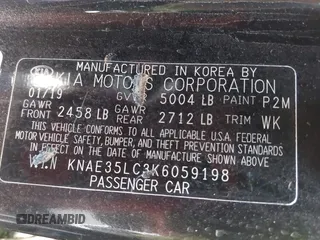 MANUFACTURED IN KOREA BY
KIA MOTORS CORPORATION
01/19 GVWR 5004 LB PAINT P2M
GAWR GAWR
FRONT 2458 LB REAR 2712 LB TRIM WK
THIS VEHICLE CONFORMS TO ALL APPLICABLE U.S.A. FEDERAL
MOTOR VEHICLE SAFETY, BUMPER, AND THEFT PREVENTION STANDARDS
IN EFFECT ON THE DATE OF MANUFACTURE SHOWN ABOVE.
PASSENGER CAR
DREAMBID